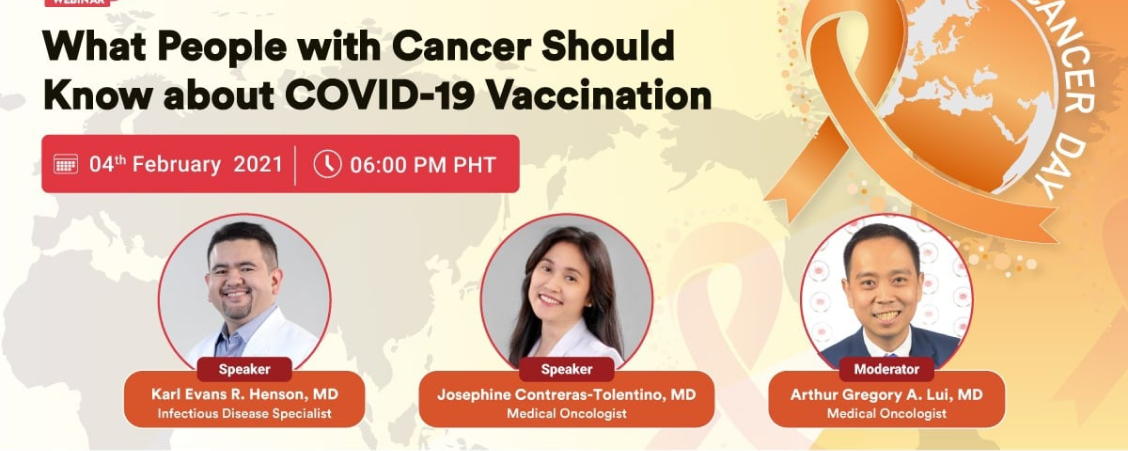 WEBINAR
What People with Cancer Should
Know about COVID-19 Vaccination
04th February 2021
06:00 PM PHT
CANCER DAY
Speaker
Karl Evans R. Henson, MD
Infectious Disease Specialist
Speaker
Josephine Contreras-Tolentino, MD
Medical Oncologist
Moderator
Arthur Gregory A. Lui, MD
Medical Oncologist